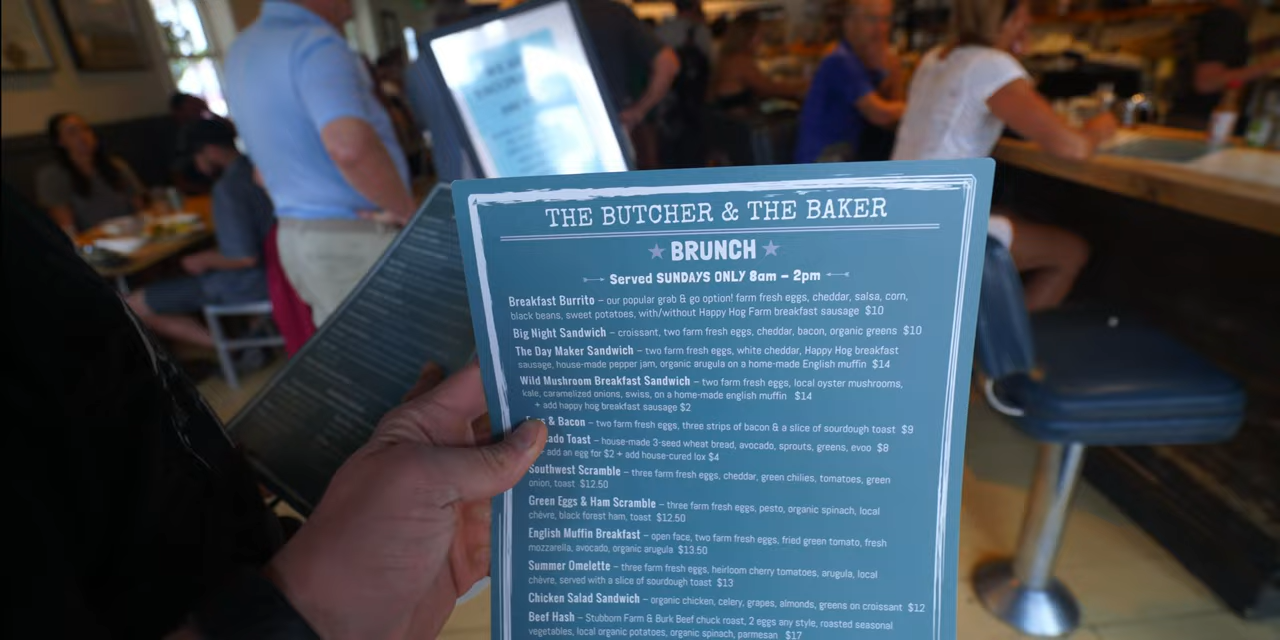 THE BUTCHER & THE BAKER
BRUNCH
Served SUNDAYS ONLY 8am – 2pm
Breakfast Burrito – our popular grab & go option! farm fresh eggs, cheddar, salsa, corn,
black beans, sweet potatoes, with/without Happy Hog Farm breakfast sausage $10
Big Night Sandwich – croissant, two farm fresh eggs, cheddar, bacon, organic greens $10
The Day Maker Sandwich – two farm fresh eggs, white cheddar, Happy Hog breakfast
sausage, house-made pepper jam, organic arugula on a home-made English muffin $14
Wild Mushroom Breakfast Sandwich – two farm fresh eggs, local oyster mushrooms,
kale, caramelized onions, swiss, on a home-made english muffin $14
+ add happy hog breakfast sausage $2
& Bacon – two farm fresh eggs, three strips of bacon & a slice of sourdough toast $9
Toast – house-made 3-seed wheat bread, avocado, sprouts, greens, evoo $8
add an egg for $2 + add house-cured lox $4
Southwest Scramble – three farm fresh eggs, cheddar, green chilies, tomatoes, green
onion, toast $12.50
Green Eggs & Ham Scramble – three farm fresh eggs, pesto, organic spinach, local
chèvre, black forest ham, toast $12.50
English Muffin Breakfast – open face, two farm fresh eggs, fried green tomato, fresh
mozzarella, avocado, organic arugula $13.50
Summer Omelette – three farm fresh eggs, heirloom cherry tomatoes, arugula, local
chèvre, served with a slice of sourdough toast $13
Chicken Salad Sandwich – organic chicken, celery, grapes, almonds, greens on croissant $12
Beef Hash – Stubborn Farm & Burk Beef chuck roast, 2 eggs any style, roasted seasonal
vegetables, local organic potatoes, organic spinach, parmesan $17